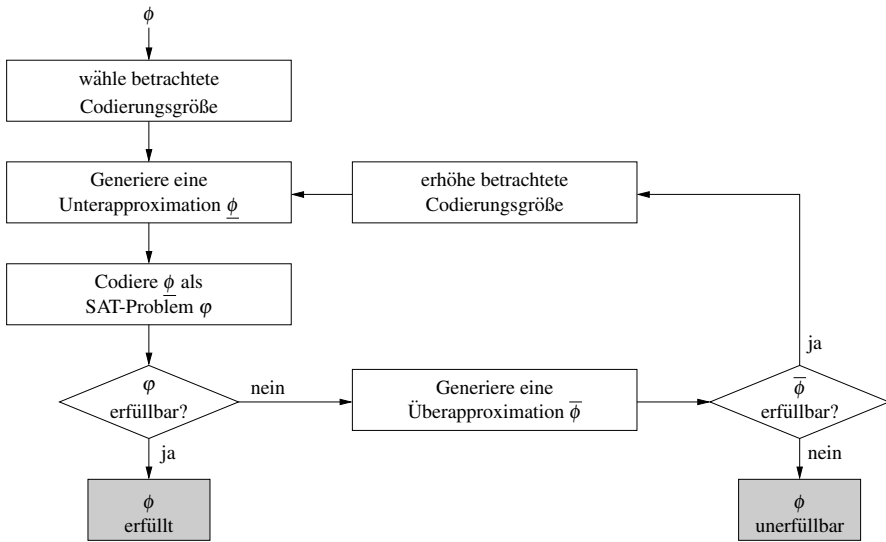 ϕ
wähle betrachtete
Codierungsgröße
Generiere eine
Unterapproximation ϕ̲
erhöhe betrachtete
Codierungsgröße
Codiere ϕ̲ als
SAT-Problem φ
ja
φ
erfüllbar?
nein
Generiere eine
Überapproximation ϕ̅
ϕ̅
erfüllbar?
ja
nein
ϕ
erfüllt
ϕ
unerfüllbar